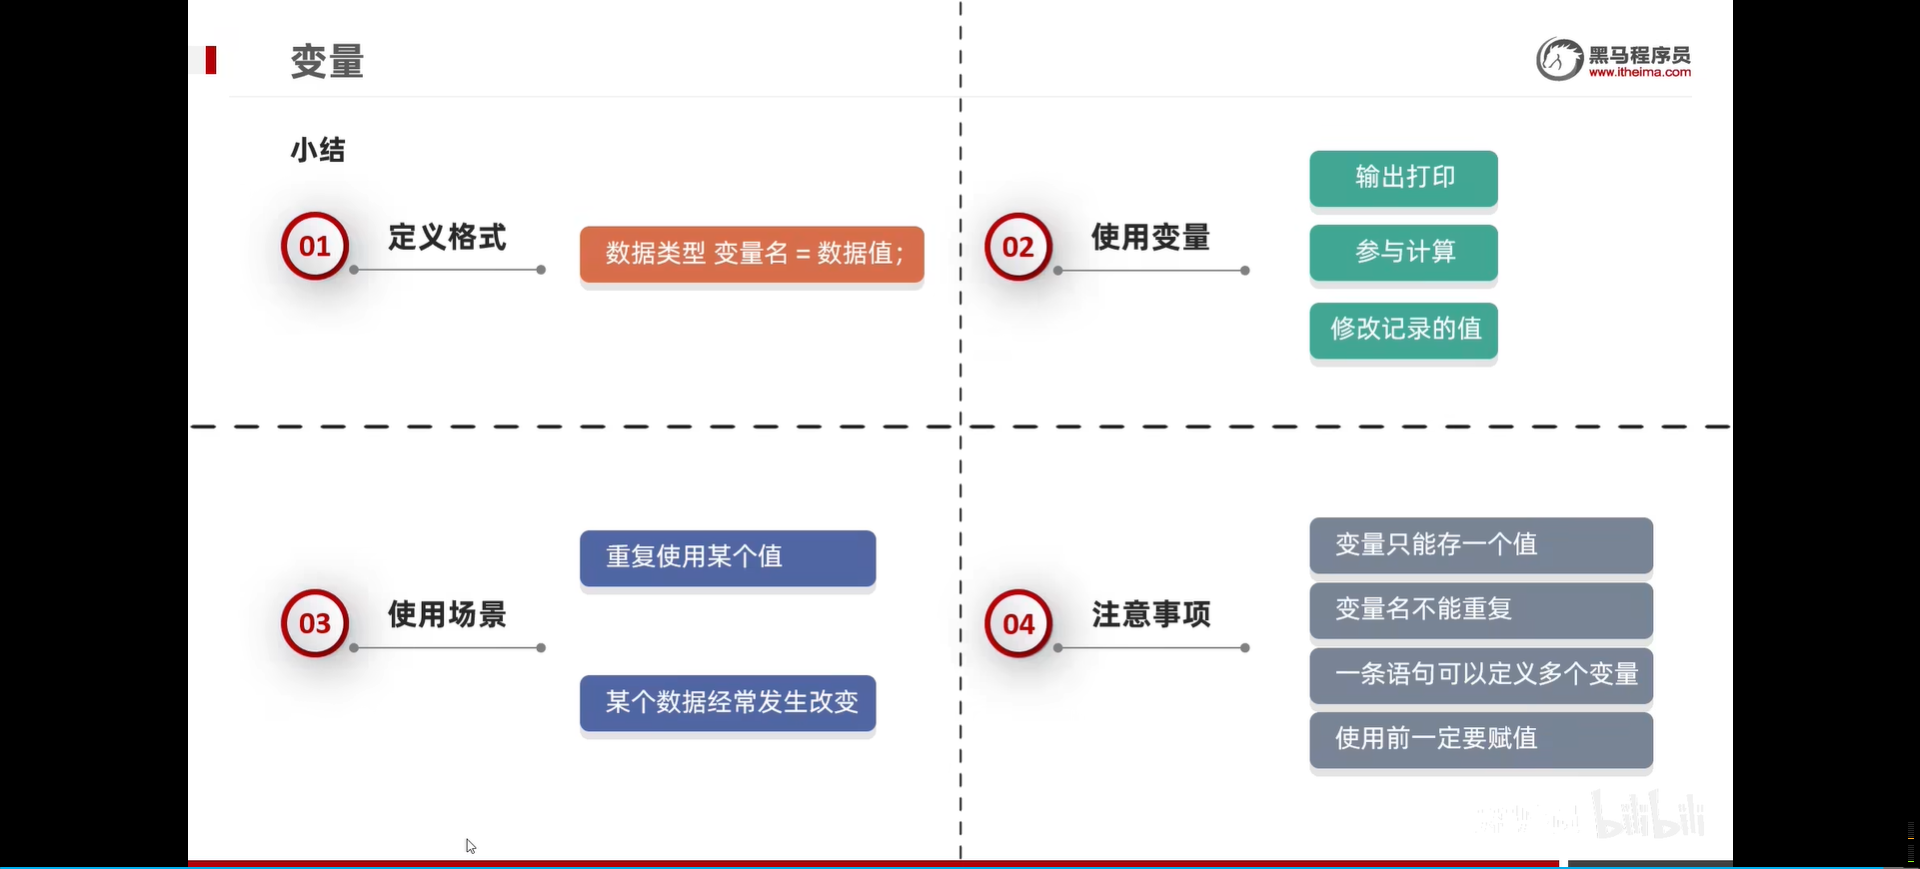 变量
黑马程序员
www.itheima.com
小结
01
定义格式
数据类型 变量名 = 数据值；
02
使用变量
输出打印
参与计算
修改记录的值
03
使用场景
重复使用某个值
某个数据经常发生改变
04
注意事项
变量只能存一个值
变量名不能重复
一条语句可以定义多个变量
使用前一定要赋值
bilibili